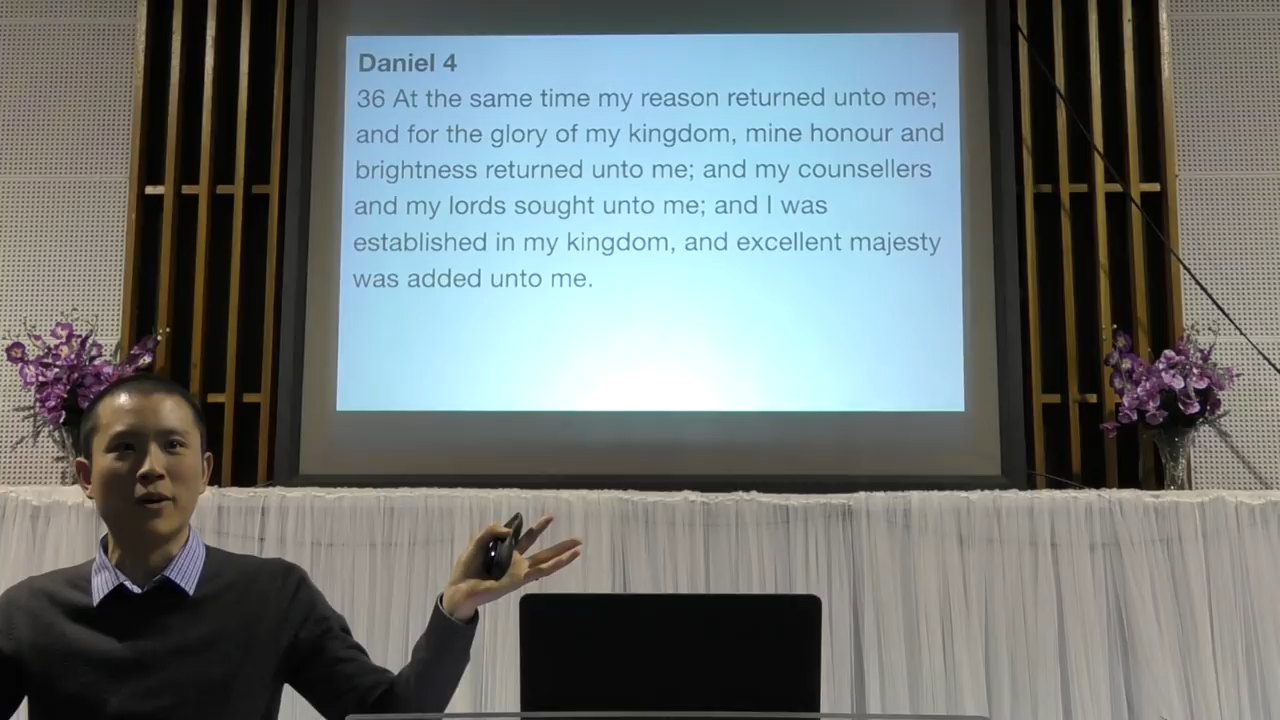 Daniel 4
36 At the same time my reason returned unto me;
and for the glory of my kingdom, mine honour and
brightness returned unto me; and my counsellers
and my lords sought unto me; and I was
established in my kingdom, and excellent majesty
was added unto me.